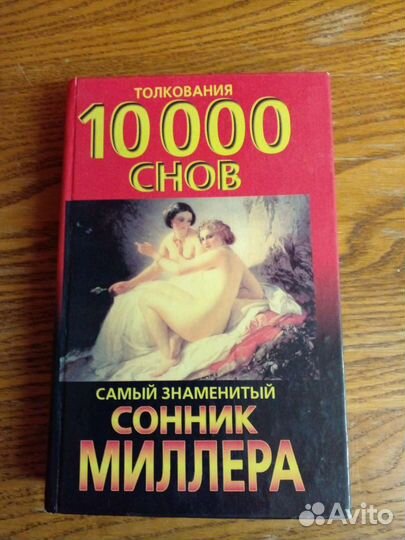 ТОЛКОВАНИЯ
10 000
СНОВ
САМЫЙ ЗНАМЕНИТЫЙ
СОННИК
МИЛЛЕРА
Avito